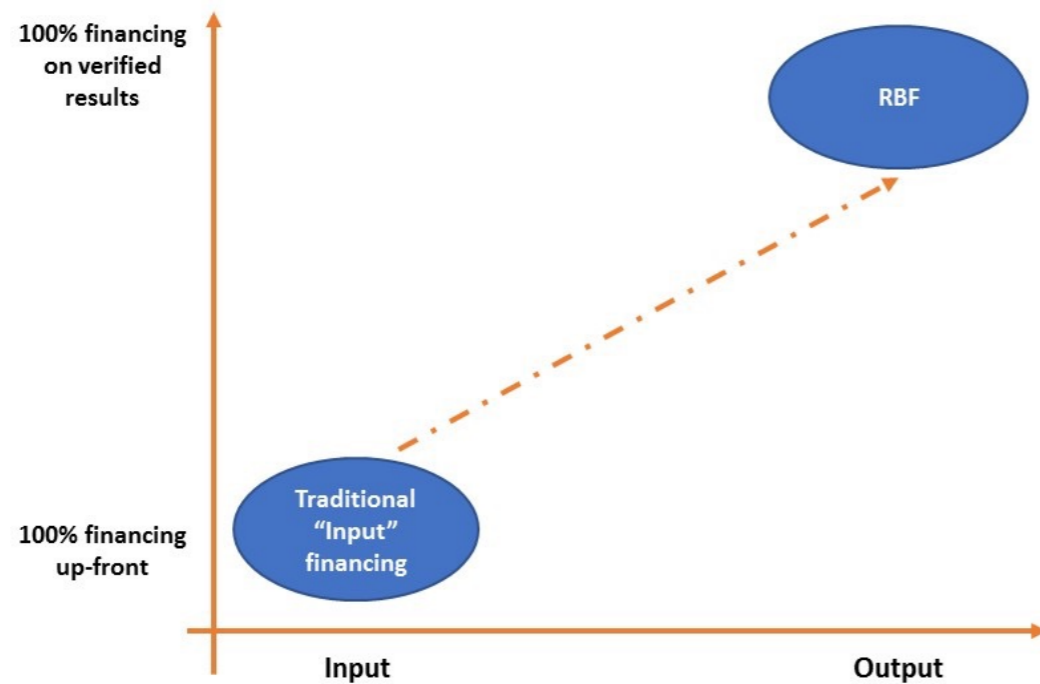 100% financing
on verified
results
RBF
Traditional
“Input”
financing
100% financing
up-front
Input
Output